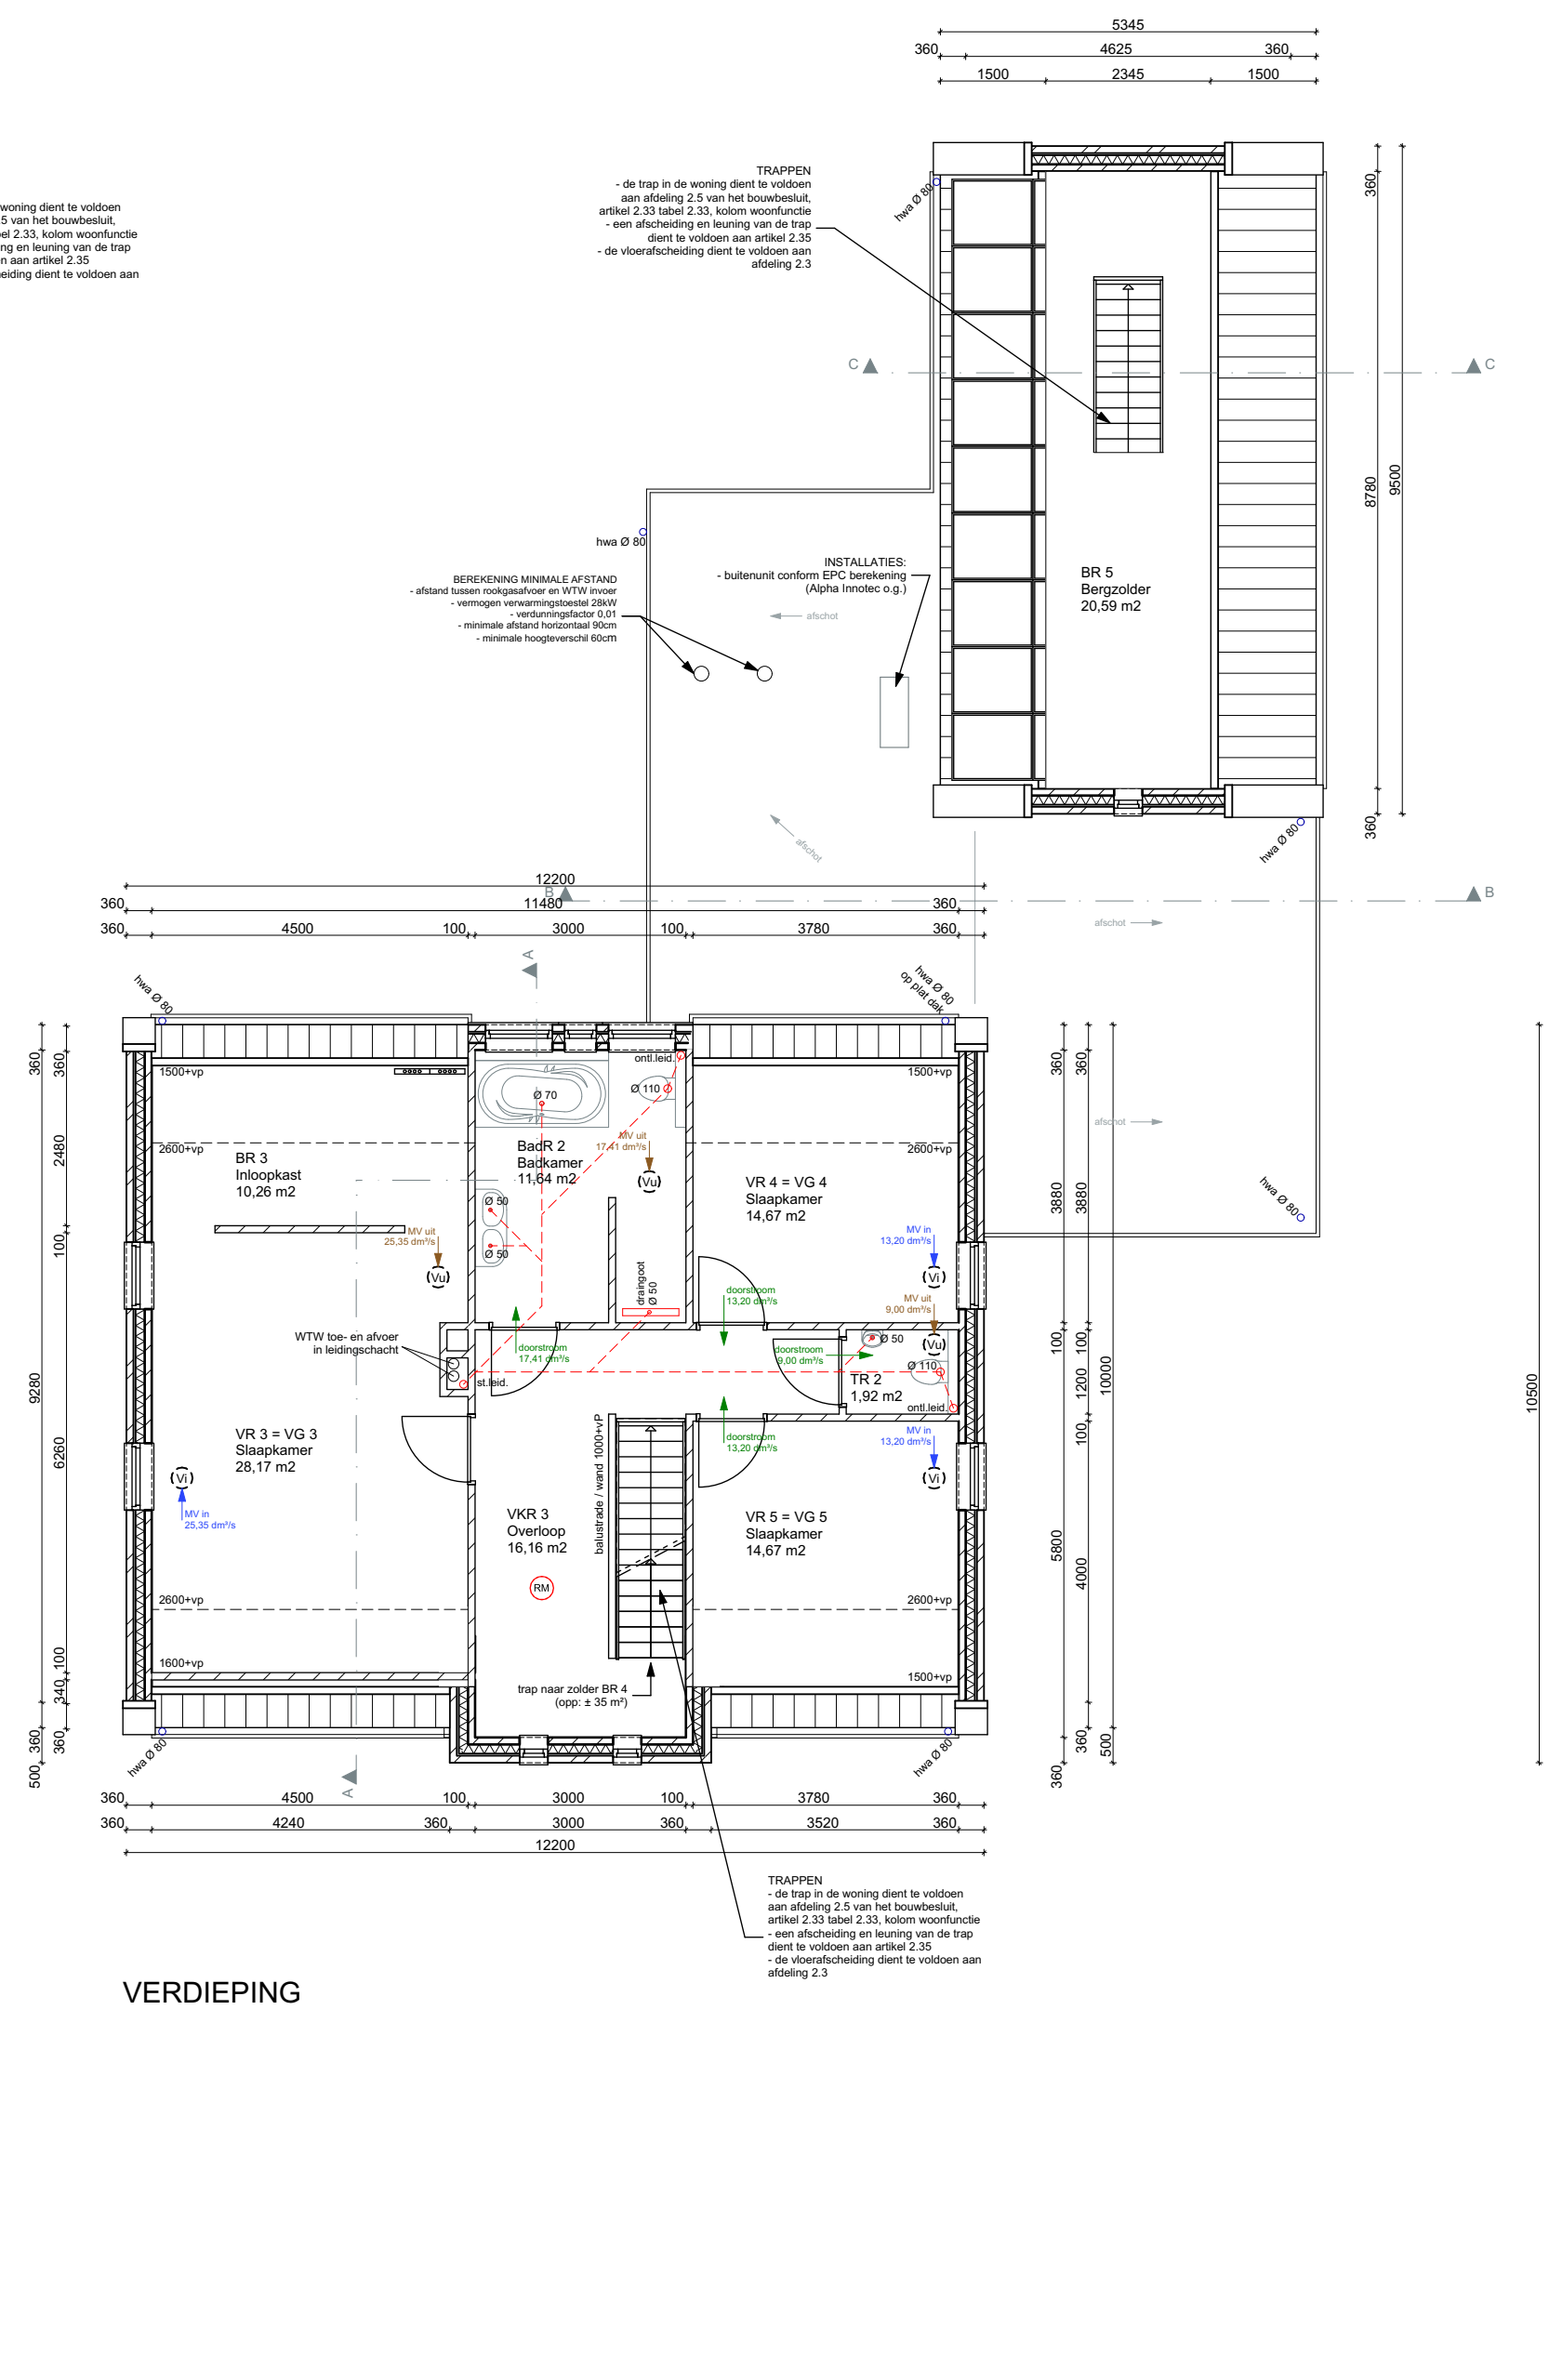 5345
360 4625 360
1500 2345 1500
woning dient te voldoen
.5 van het bouwbesluit,
el 2.33, kolom woonfunctie
ng en leuning van de trap
n aan artikel 2.35
eiding dient te voldoen aan
TRAPPEN
- de trap in de woning dient te voldoen
aan afdeling 2.5 van het bouwbesluit,
artikel 2.33 tabel 2.33, kolom woonfunctie
- een afscheiding en leuning van de trap
dient te voldoen aan artikel 2.35
- de vloerafscheiding dient te voldoen aan
afdeling 2.3
hwa Ø 80
360
8780
9500
360
C
C
hwa Ø 80
BEREKENING MINIMALE AFSTAND
- afstand tussen rookgasafvoer en WTW invoer
- vermogen verwarmingstoestel 28kW
- verdunningsfactor 0,01
- minimale afstand horizontaal 90cm
- minimale hoogteverschil 60cm
INSTALLATIES:
- buitenunit conform EPC berekening
(Alpha Innotec o.g.)
afschot
BR 5
Bergzolder
20,59 m2
afschot
hwa Ø 80
12200
B
B
360 11480 360
360 4500 100 3000 100 3780 360
afschot
A
hwa Ø 80
hwa Ø 80
op plat dak
ontl.leid.
1500+vp
1500+vp
Ø 70
Ø 110
MV uit
17,41 dm³/s
2600+vp
2600+vp
BR 3
Inloopkast
10,26 m2
BadR 2
Badkamer
11,64 m2
Vu
VR 4 = VG 4
Slaapkamer
14,67 m2
afschot
hwa Ø 80
Ø 50
Ø 50
MV uit
25,35 dm³/s
Vu
draingoot
Ø 50
MV in
13,20 dm³/s
Vi
doorstroom
13,20 dm³/s
MV uit
9,00 dm³/s
Vu
WTW toe- en afvoer
in leidingschacht
doorstroom
17,41 dm³/s
doorstroom
9,00 dm³/s
Ø 50
Ø 110
TR 2
1,92 m2
st.leid.
ontl.leid.
VR 3 = VG 3
Slaapkamer
28,17 m2
balustrade / wand 1000+vP
doorstroom
13,20 dm³/s
MV in
13,20 dm³/s
Vi
Vi
MV in
25,35 dm³/s
VKR 3
Overloop
16,16 m2
VR 5 = VG 5
Slaapkamer
14,67 m2
RM
2600+vp
2600+vp
1600+vp
1500+vp
trap naar zolder BR 4
(opp: ± 35 m²)
hwa Ø 80
hwa Ø 80
A
360
9280
360
500
360
2480
100
6260
100
340
360
360
3880
100
5800
360
360
3880
100
1200
100
4000
360
10000
500
10500
360 4500 100 3000 100 3780 360
360 4240 360 3000 360 3520 360
12200
TRAPPEN
- de trap in de woning dient te voldoen
aan afdeling 2.5 van het bouwbesluit,
artikel 2.33 tabel 2.33, kolom woonfunctie
- een afscheiding en leuning van de trap
dient te voldoen aan artikel 2.35
- de vloerafscheiding dient te voldoen aan
afdeling 2.3
VERDIEPING